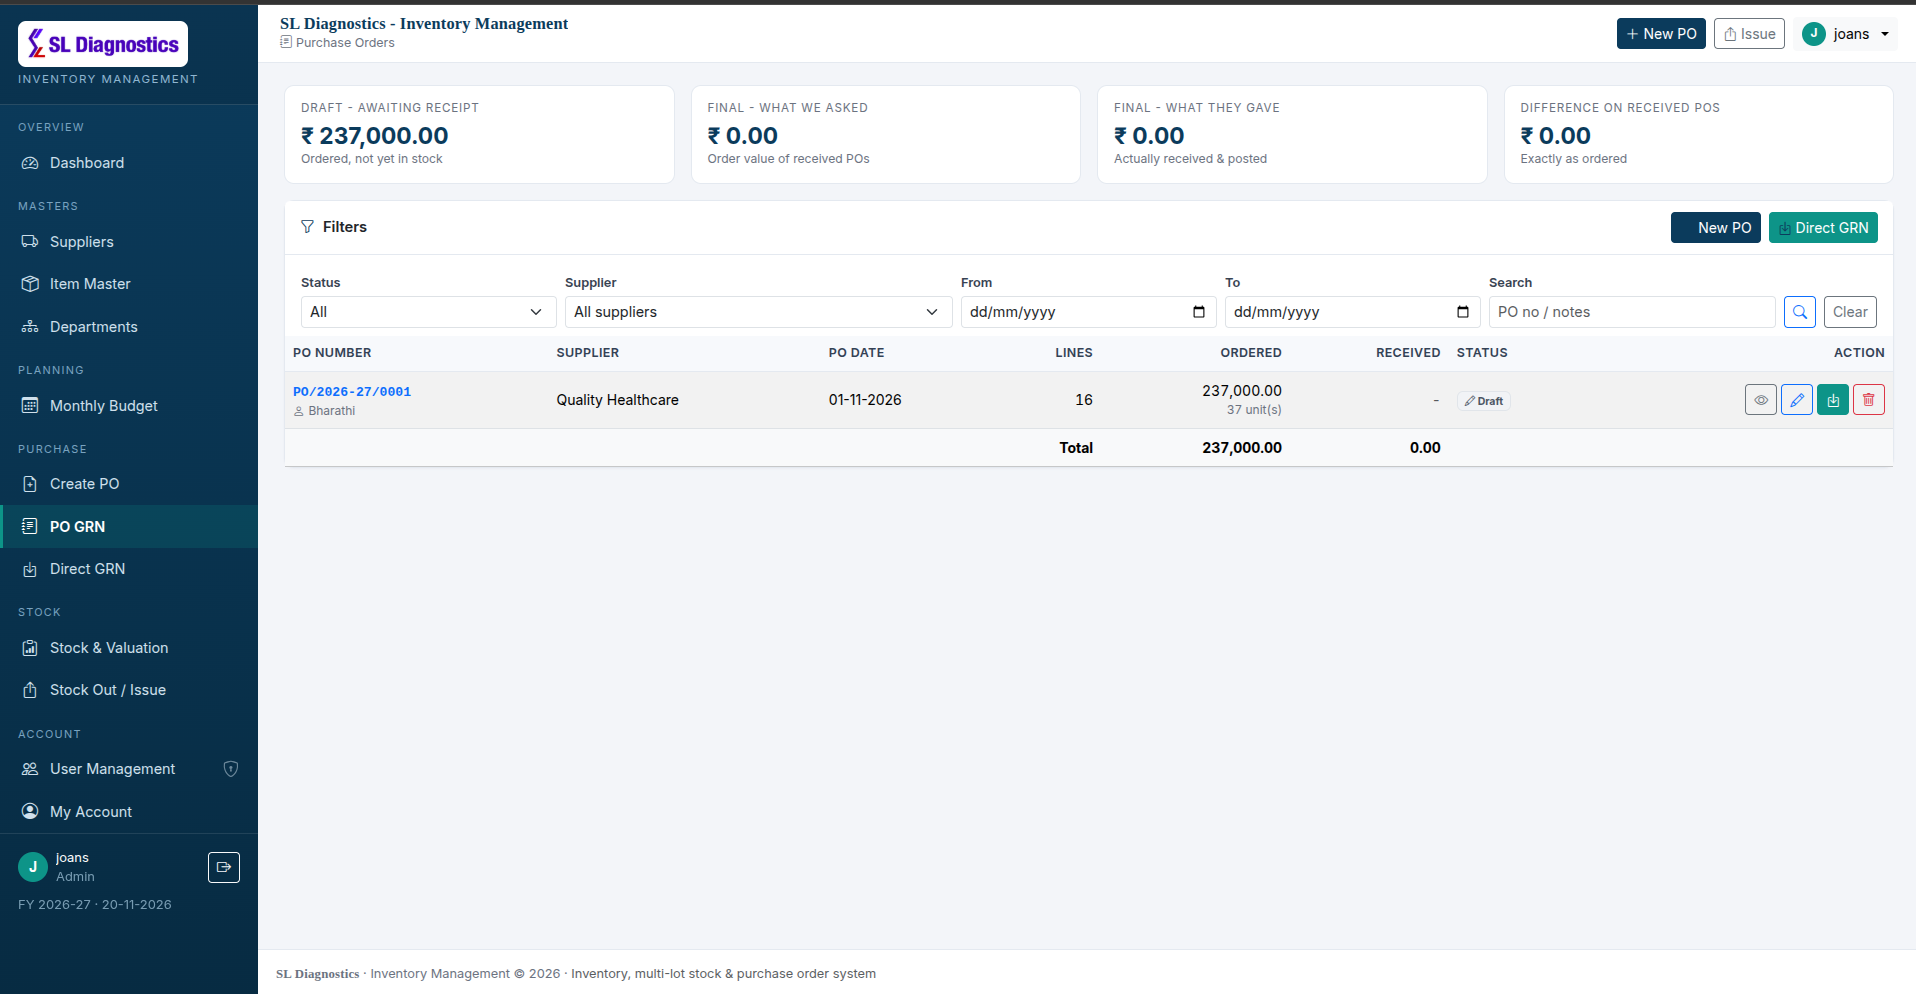 SL Diagnostics
INVENTORY MANAGEMENT
OVERVIEW
Dashboard
MASTERS
Suppliers
Item Master
Departments
PLANNING
Monthly Budget
PURCHASE
Create PO
PO GRN
Direct GRN
STOCK
Stock & Valuation
Stock Out / Issue
ACCOUNT
User Management
My Account
J joans
Admin
FY 2026-27 · 20-11-2026
SL Diagnostics - Inventory Management
Purchase Orders
+ New PO Issue J joans
DRAFT - AWAITING RECEIPT
₹ 237,000.00
Ordered, not yet in stock
FINAL - WHAT WE ASKED
₹ 0.00
Order value of received POs
FINAL - WHAT THEY GAVE
₹ 0.00
Actually received & posted
DIFFERENCE ON RECEIVED POS
₹ 0.00
Exactly as ordered
Filters New PO Direct GRN
Status Supplier From To Search
All All suppliers dd/mm/yyyy dd/mm/yyyy PO no / notes Clear
PO NUMBER SUPPLIER PO DATE LINES ORDERED RECEIVED STATUS ACTION
PO/2026-27/0001 Quality Healthcare 01-11-2026 16 237,000.00 - Draft
Bharathi 37 unit(s)
Total 237,000.00 0.00
SL Diagnostics · Inventory Management © 2026 · Inventory, multi-lot stock & purchase order system